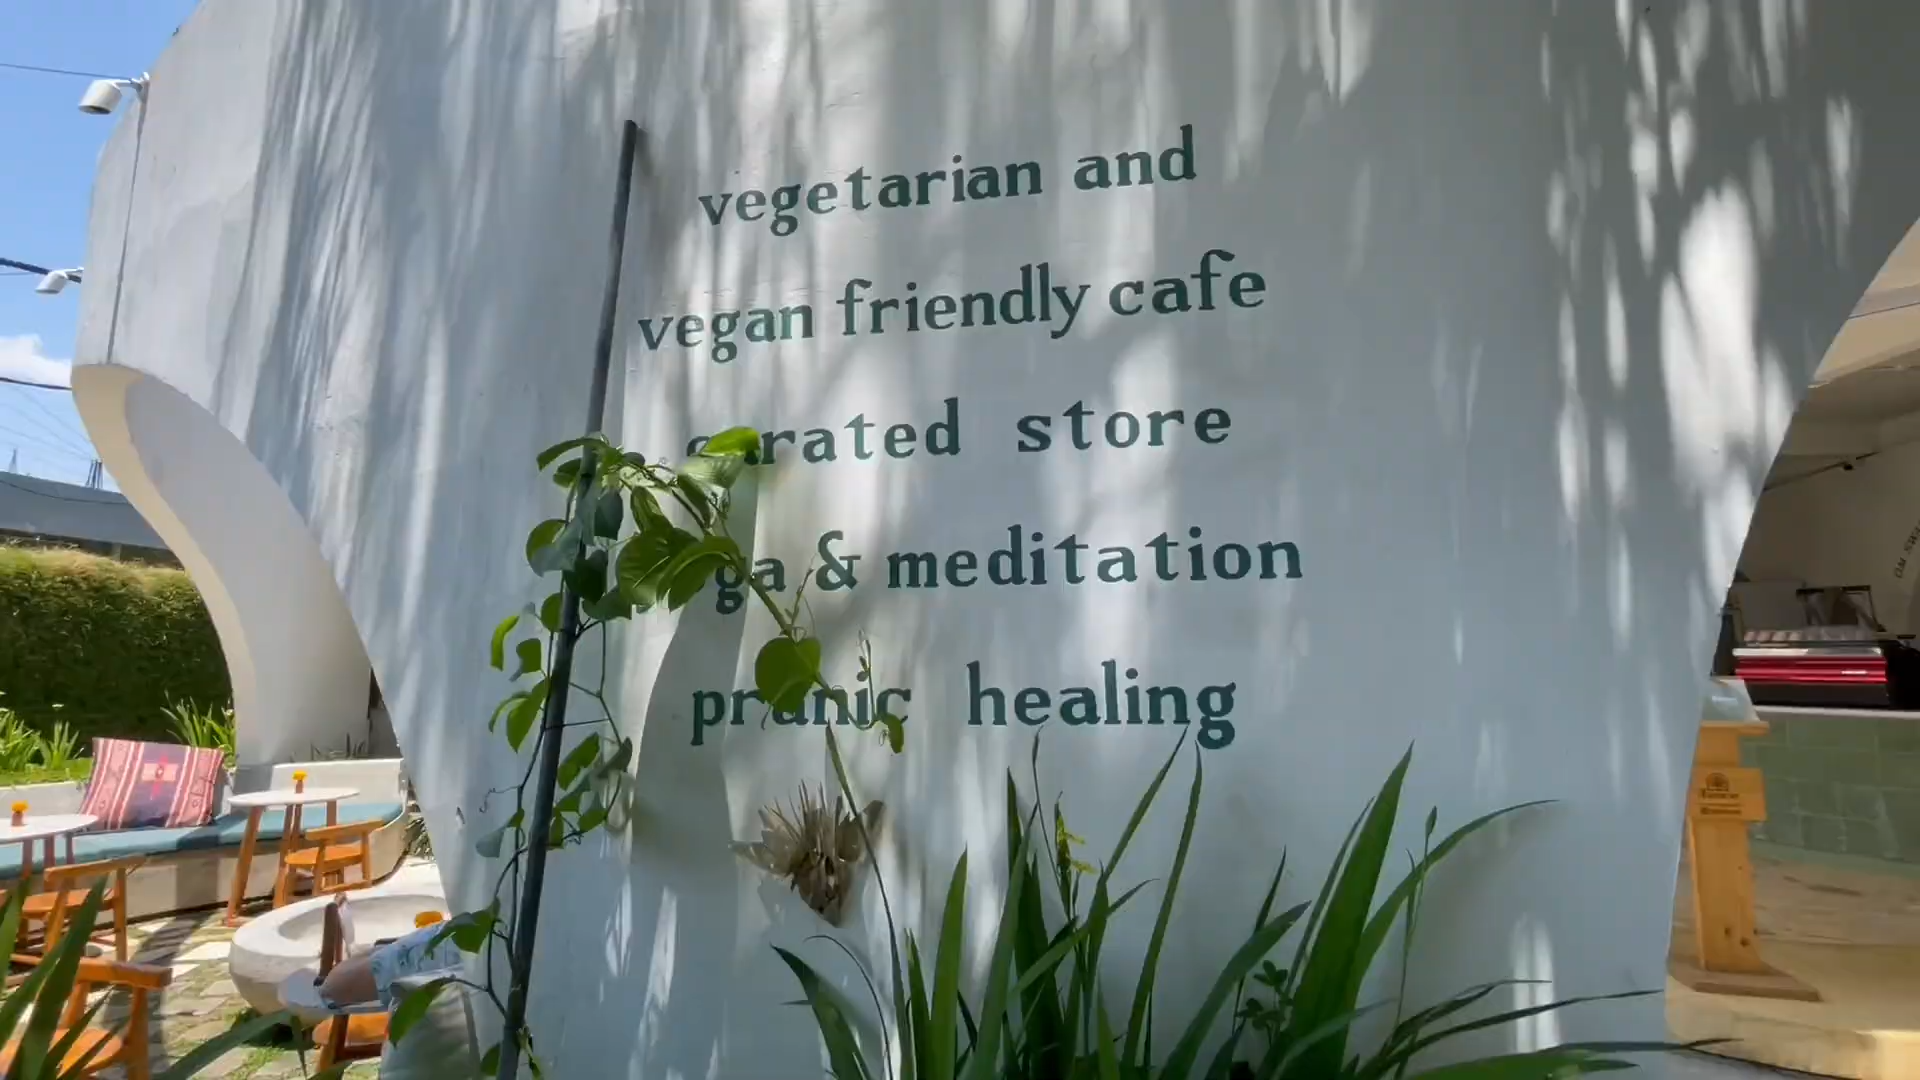 vegetarian and
vegan friendly cafe
curated store
yoga & meditation
pranic healing